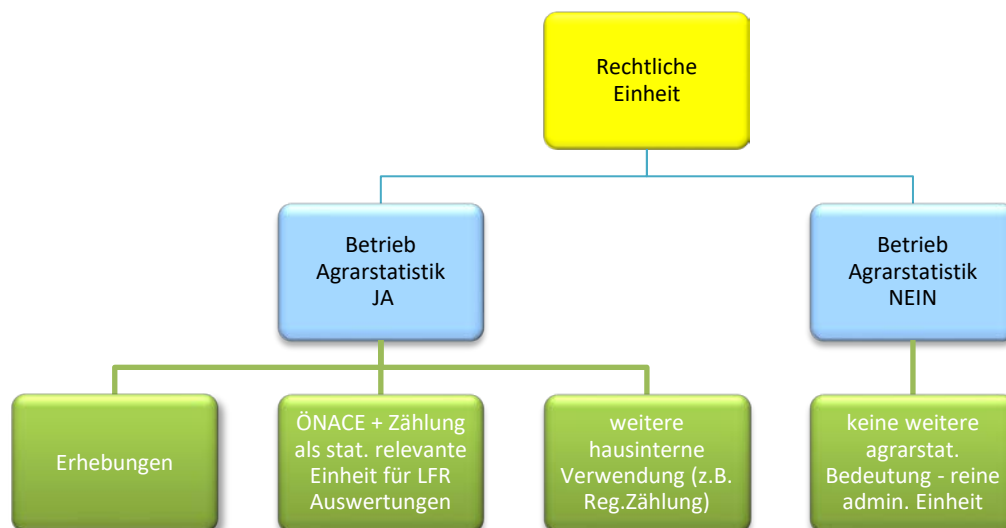 Rechtliche
Einheit
Betrieb
Agrarstatistik
JA
Betrieb
Agrarstatistik
NEIN
Erhebungen
ÖNACE + Zählung
als stat. relevante
Einheit für LFR
Auswertungen
weitere
hausinterne
Verwendung (z.B.
Reg.Zählung)
keine weitere
agrarstat.
Bedeutung - reine
admin. Einheit